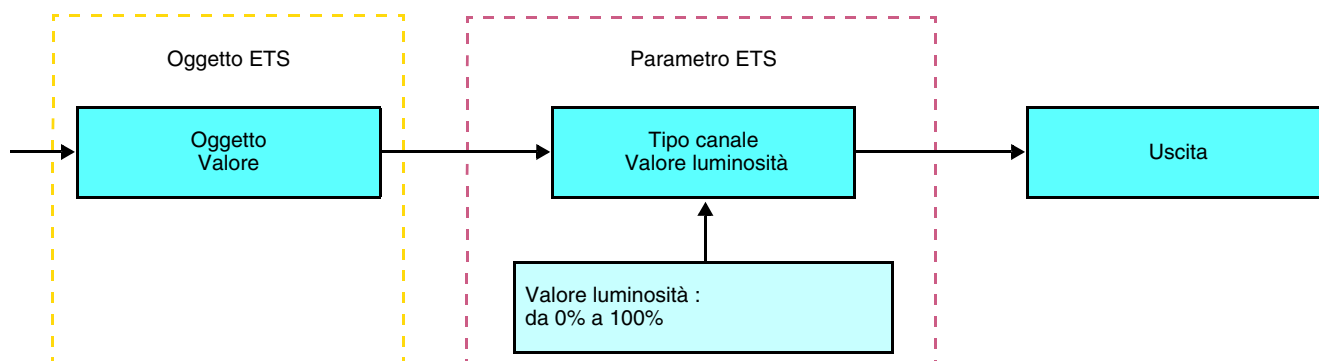 Oggetto ETS
Parametro ETS
Oggetto
Valore
Tipo canale
Valore luminosità
Uscita
Valore luminosità :
da 0% a 100%